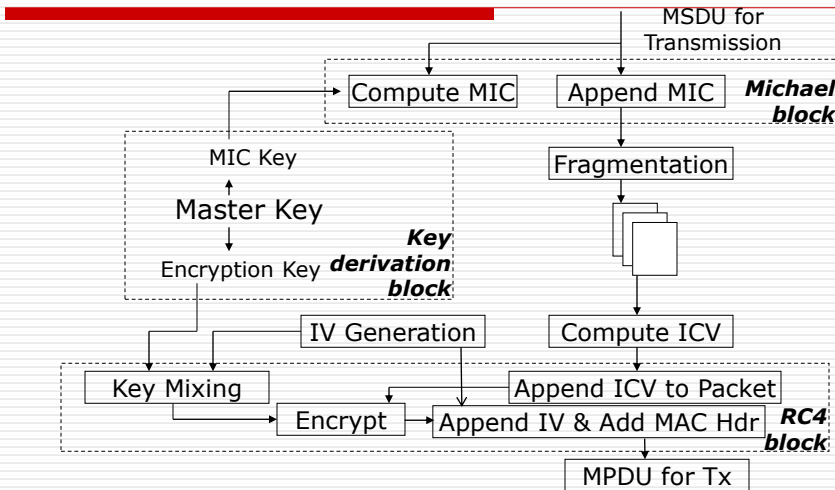 MSDU for
Transmission
Compute MIC
Append MIC
Michael
block
MIC Key
Fragmentation
Master Key
Key
derivation
block
Encryption Key
IV Generation
Compute ICV
Key Mixing
Append ICV to Packet
Encrypt
Append IV & Add MAC Hdr
RC4
block
MPDU for Tx